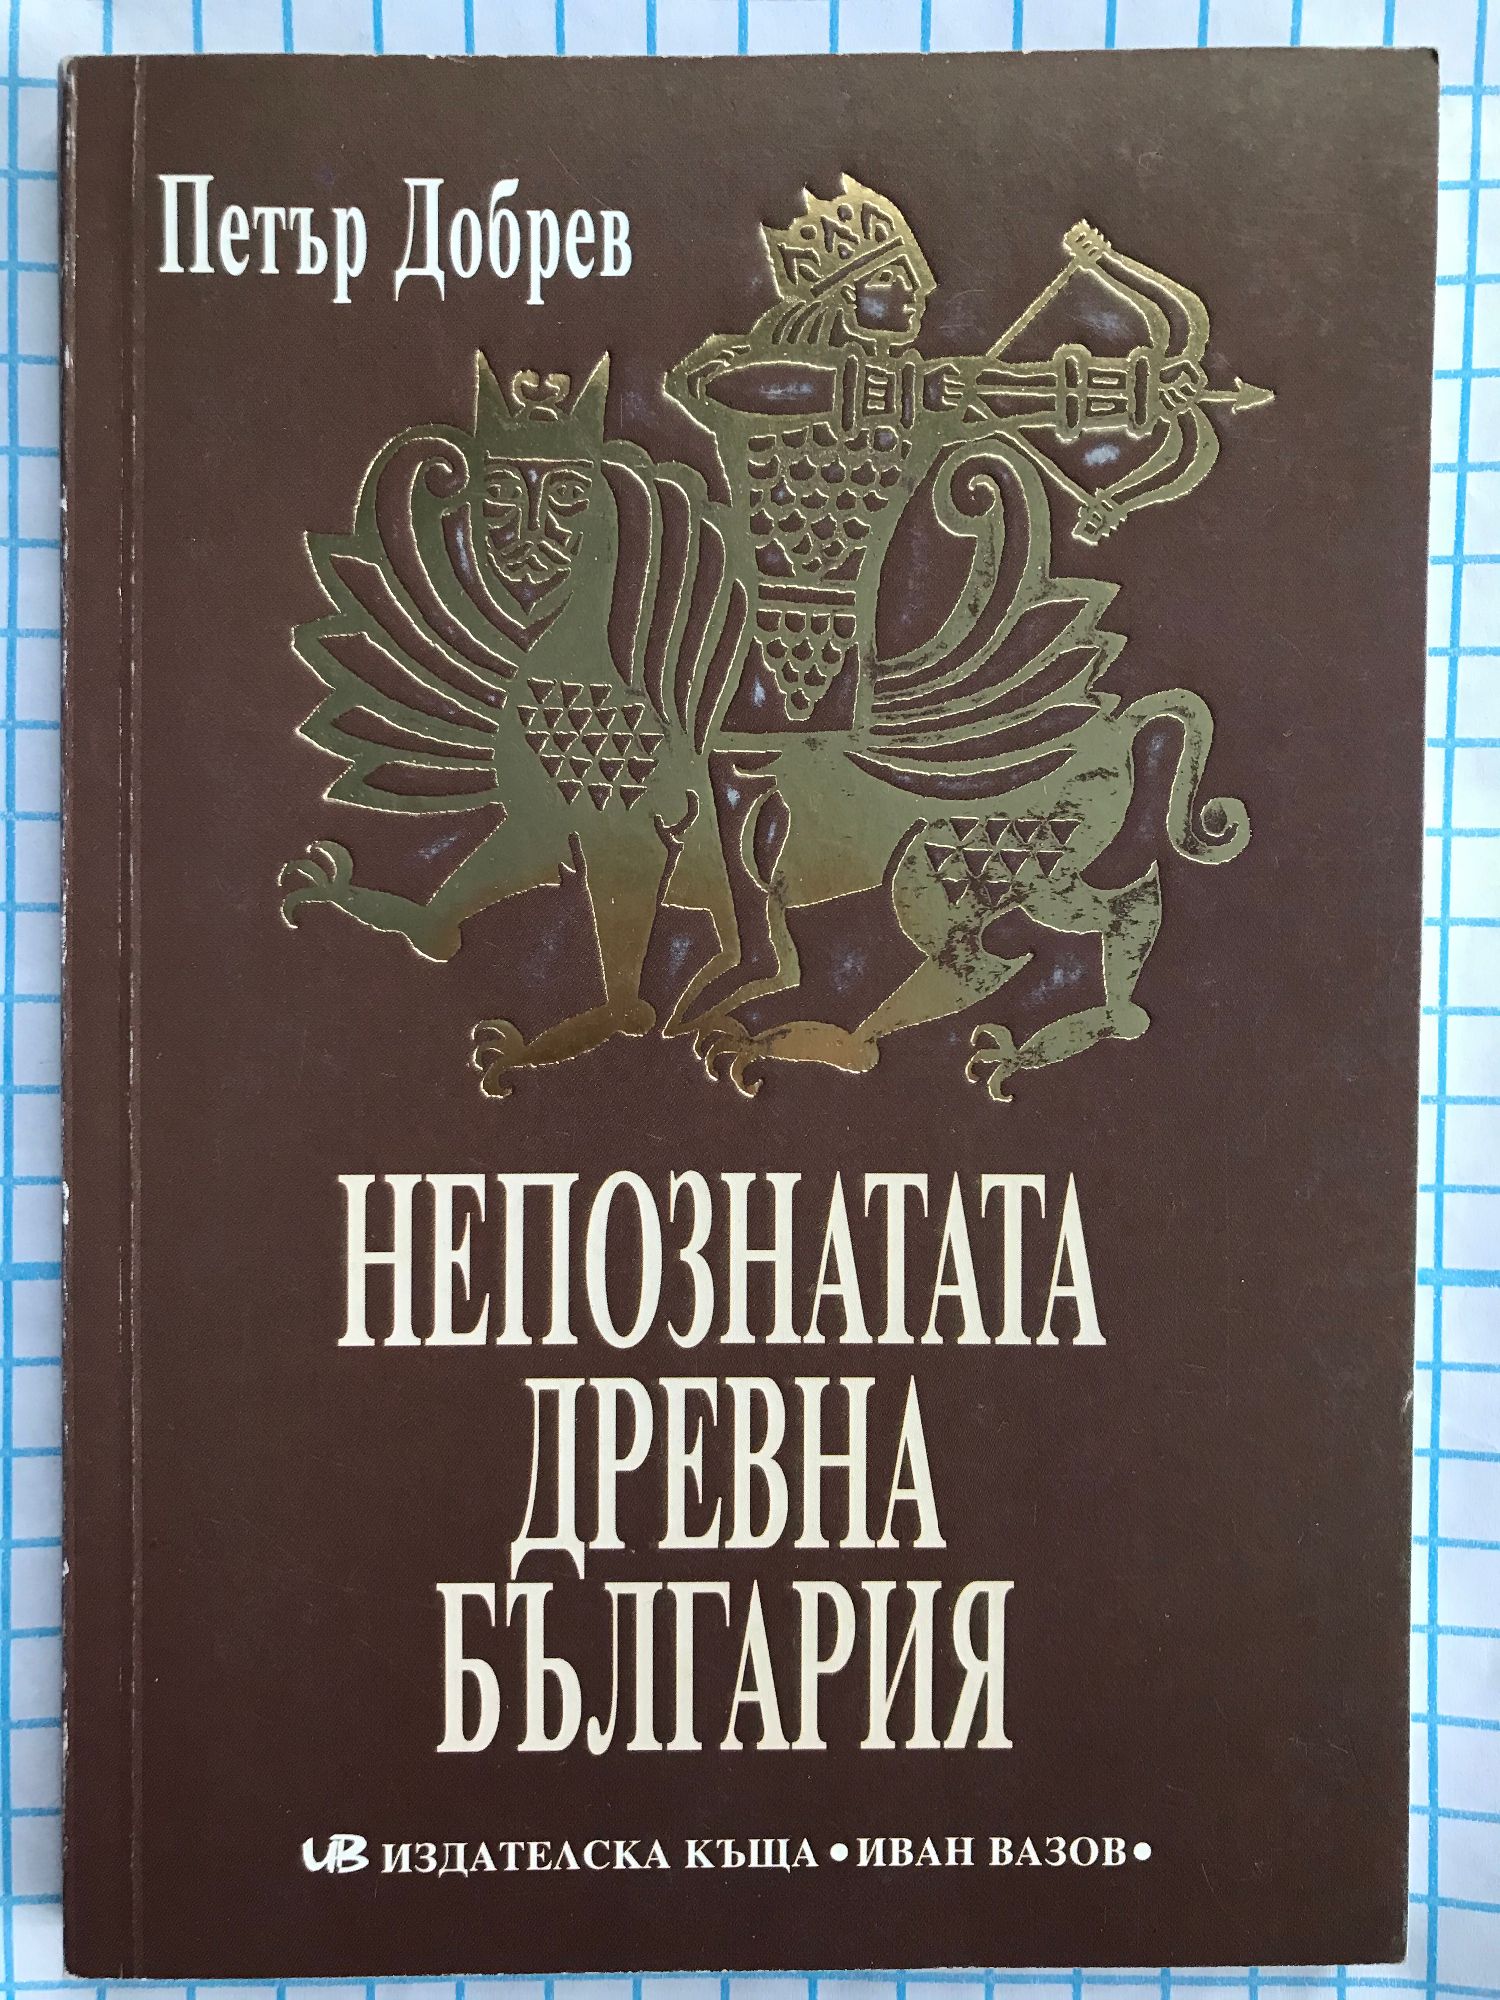 Петър Добрев
НЕПОЗНАТАТА
ДРЕВНА
БЪЛГАРИЯ
ИВ ИЗДАТЕЛСКА КЪЩА • ИВАН ВАЗОВ •